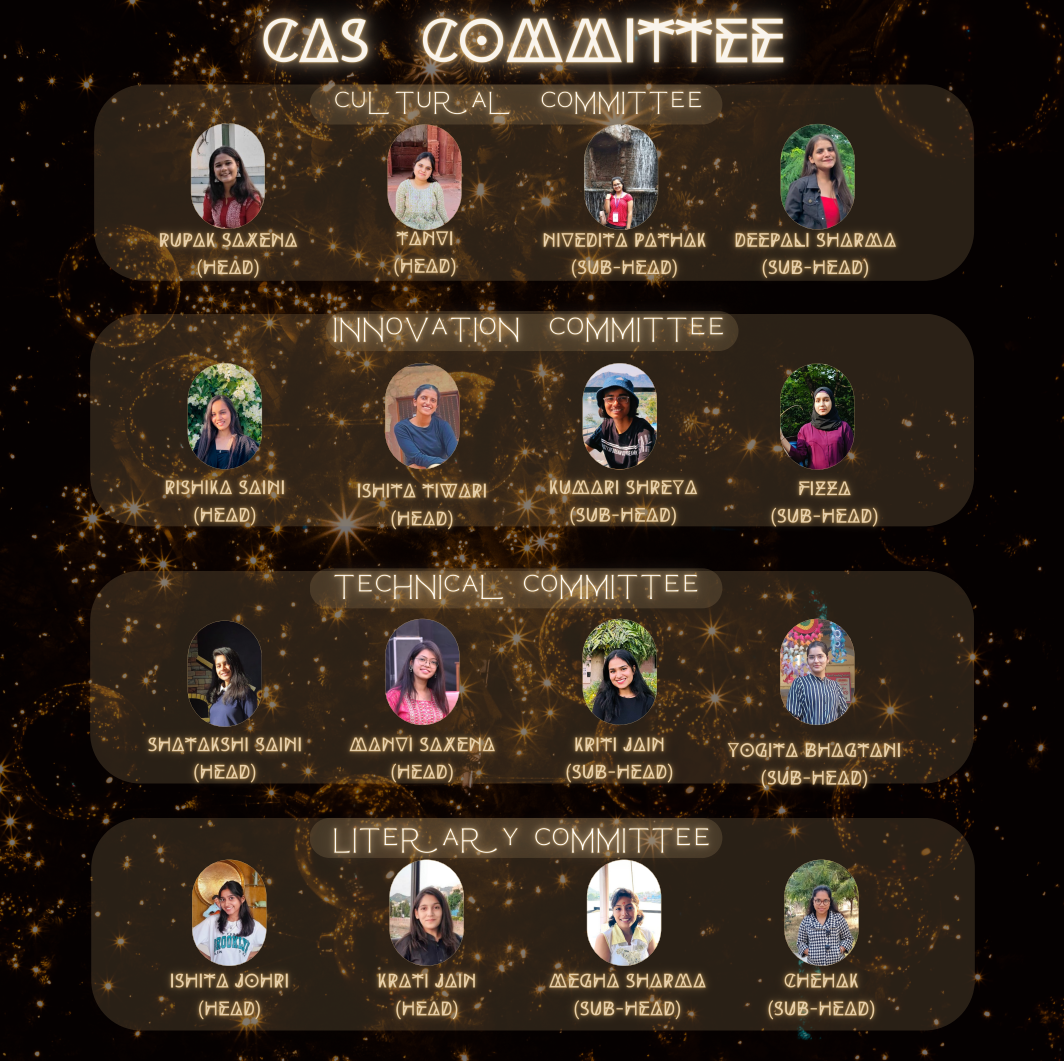 CAS COMMITTEE
CULTURAL COMMITTEE
RUPAK SAXENA
(HEAD)
TANVI
(HEAD)
NIVEDITA PATHAK
(SUB-HEAD)
DEEPALI SHARMA
(SUB-HEAD)
INNOVATION COMMITTEE
RISHIKA SAINI
(HEAD)
ISHITA TIWARI
(HEAD)
KUMARI SHREYA
(SUB-HEAD)
FIZZA
(SUB-HEAD)
TECHNICAL COMMITTEE
SHATAKSHI SAINI
(HEAD)
MANVI SAXENA
(HEAD)
KRITI JAIN
(SUB-HEAD)
YOGITA BHAGTANI
(SUB-HEAD)
LITERARY COMMITTEE
ISHITA JOHRI
(HEAD)
KRATI JAIN
(HEAD)
MEGHA SHARMA
(SUB-HEAD)
CHEHAK
(SUB-HEAD)